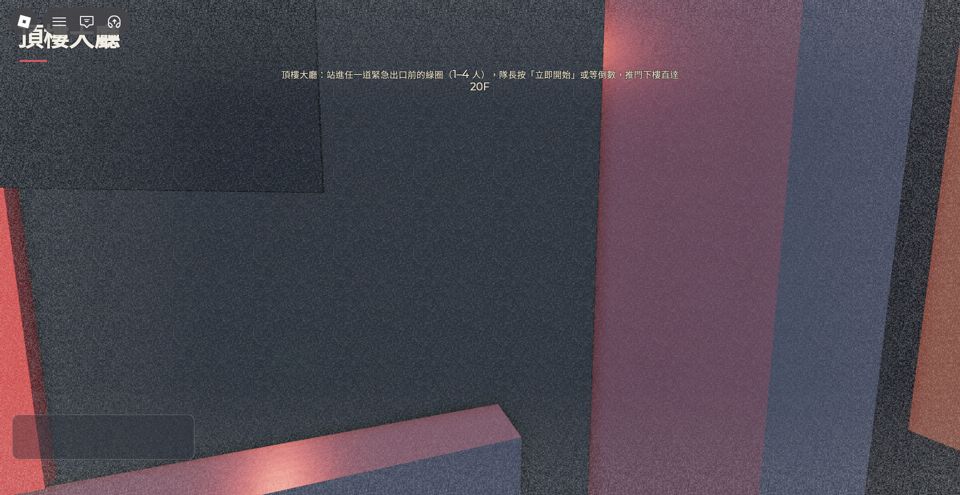 頂樓大廳
頂樓大廳：站進任一道緊急出口前的綠圈（1–4 人），隊長按「立即開始」或等倒數，推門下樓直達
20F